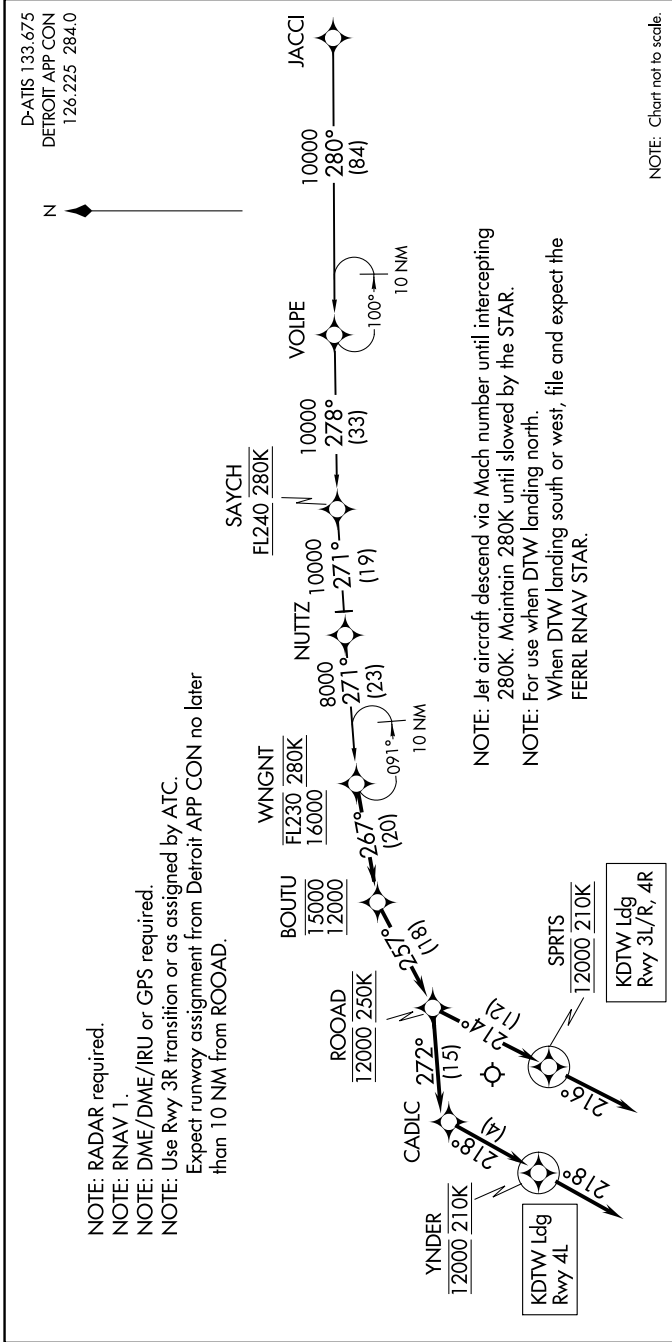 D-ATIS 133.675
DETROIT APP CON
126.225 284.0
N
NOTE: RADAR required.
NOTE: RNAV 1.
NOTE: DME/DME/IRU or GPS required.
NOTE: Use Rwy 3R transition or as assigned by ATC.
Expect runway assignment from Detroit APP CON no later
than 10 NM from ROOAD.
JACCI
10000
280°
(84)
VOLPE
100°
10 NM
10000
278°
(33)
SAYCH
FL240 280K
10000
271°
(19)
NUTTZ
8000
271°
(23)
WNGNT
FL230 280K
16000
091°
10 NM
267°
(20)
BOUTU
15000
12000
257°
(18)
ROOAD
12000 250K
272°
(15)
CADLC
218°
(4)
YNDER
12000 210K
218°
KDTW Ldg
Rwy 4L
214°
(12)
SPRTS
12000 210K
216°
KDTW Ldg
Rwy 3L/R, 4R
NOTE: Jet aircraft descend via Mach number until intercepting
280K. Maintain 280K until slowed by the STAR.
NOTE: For use when DTW landing north.
When DTW landing south or west, file and expect the
FERRL RNAV STAR.
NOTE: Chart not to scale.